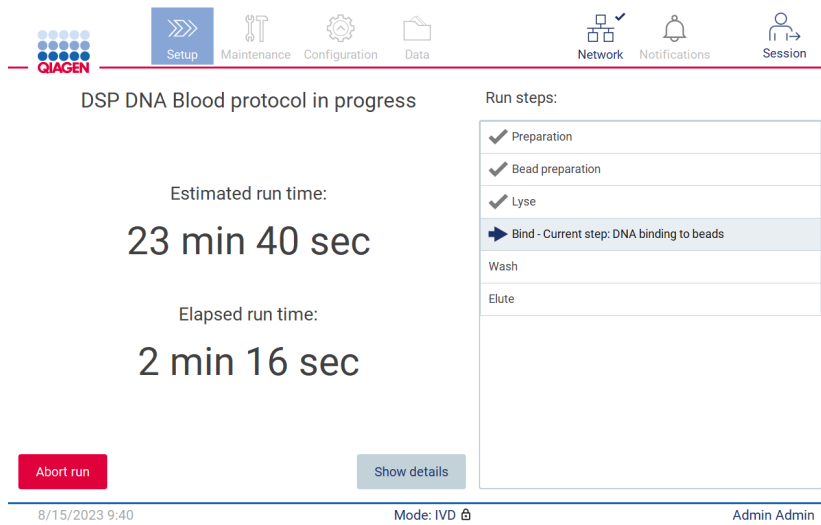 QIAGEN
Setup
Maintenance
Configuration
Data
Network
Notifications
Session
DSP DNA Blood protocol in progress
Estimated run time:
23 min 40 sec
Elapsed run time:
2 min 16 sec
Abort run
Show details
Run steps:
Preparation
Bead preparation
Lyse
Bind - Current step: DNA binding to beads
Wash
Elute
8/15/2023 9:40
Mode: IVD
Admin Admin